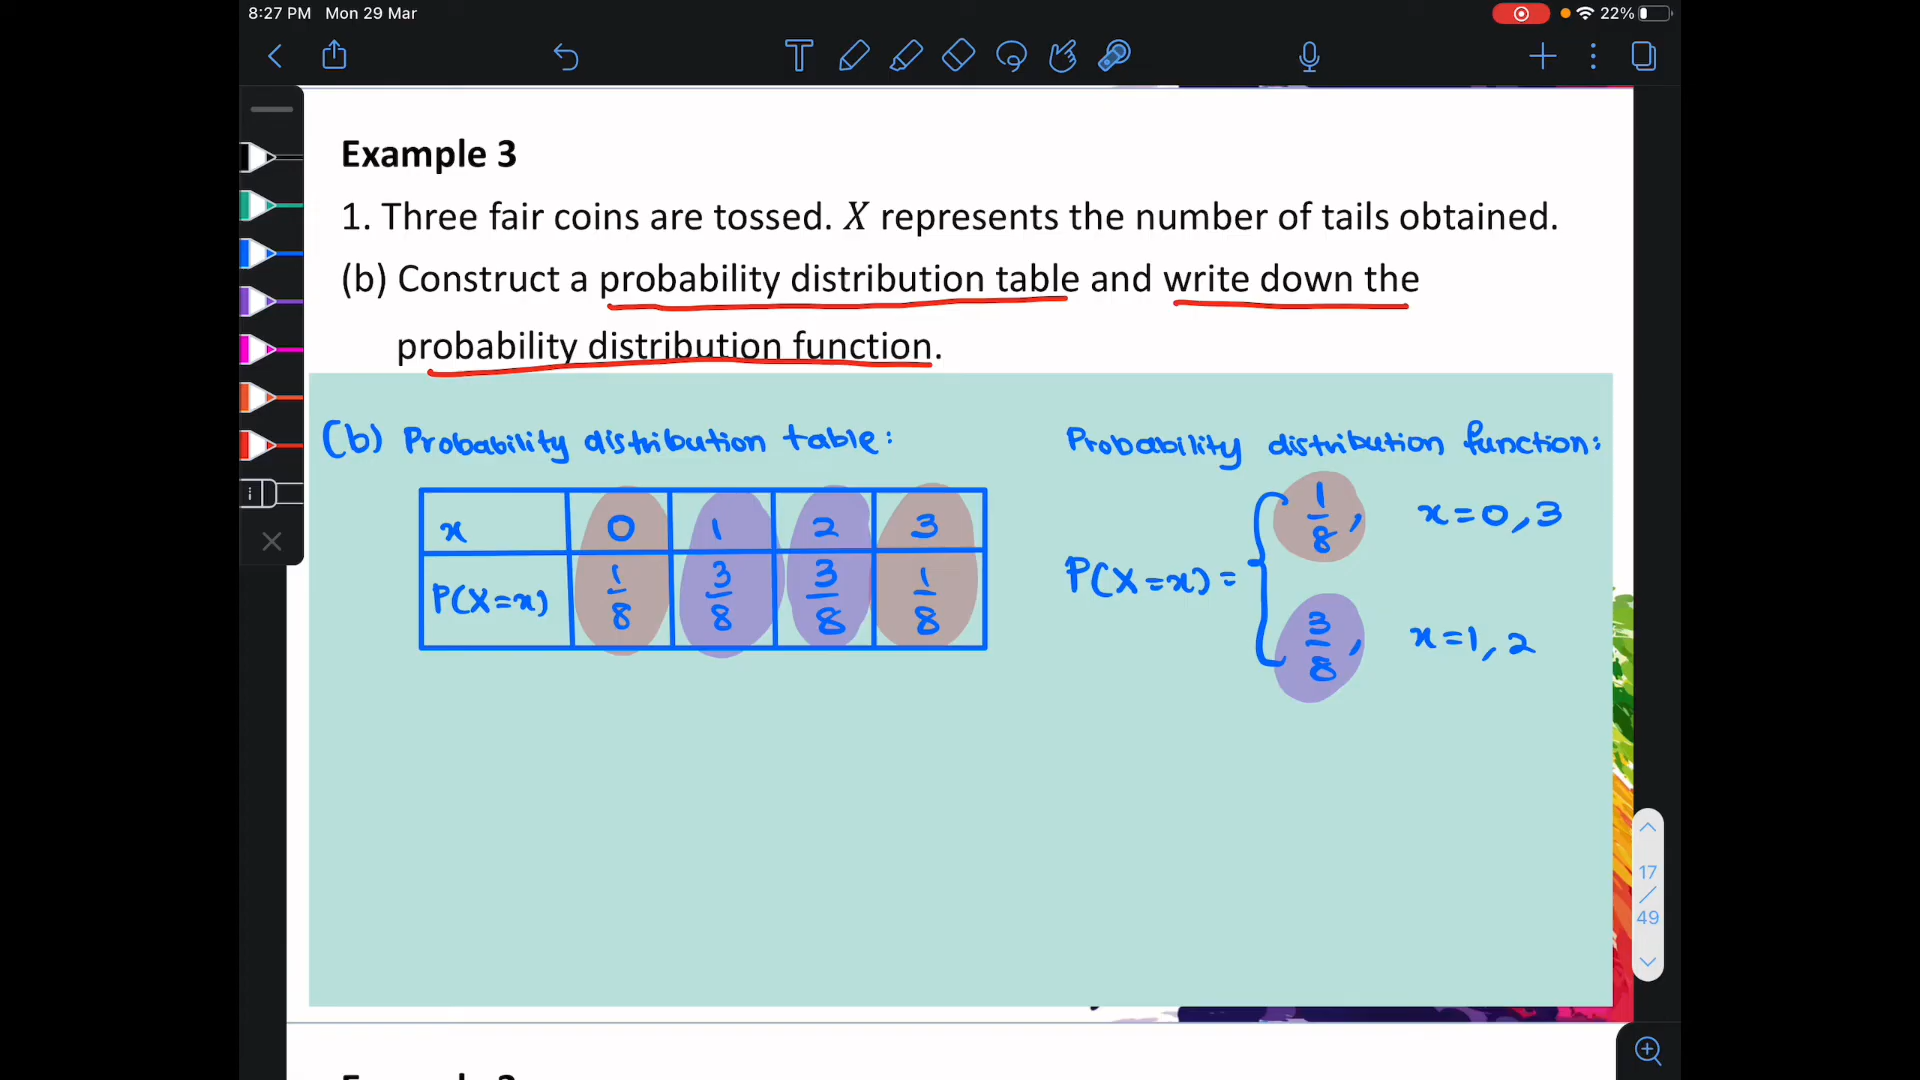 8:27 PM Mon 29 Mar
22%
Example 3
1. Three fair coins are tossed. X represents the number of tails obtained.
(b) Construct a probability distribution table and write down the
probability distribution function.
(b) Probability distribution table:
x 0 1 2 3
P(X=x) 1/8 3/8 3/8 1/8
Probability distribution function:
P(X=x) = { 1/8, x=0,3
3/8, x=1,2
17
/
49